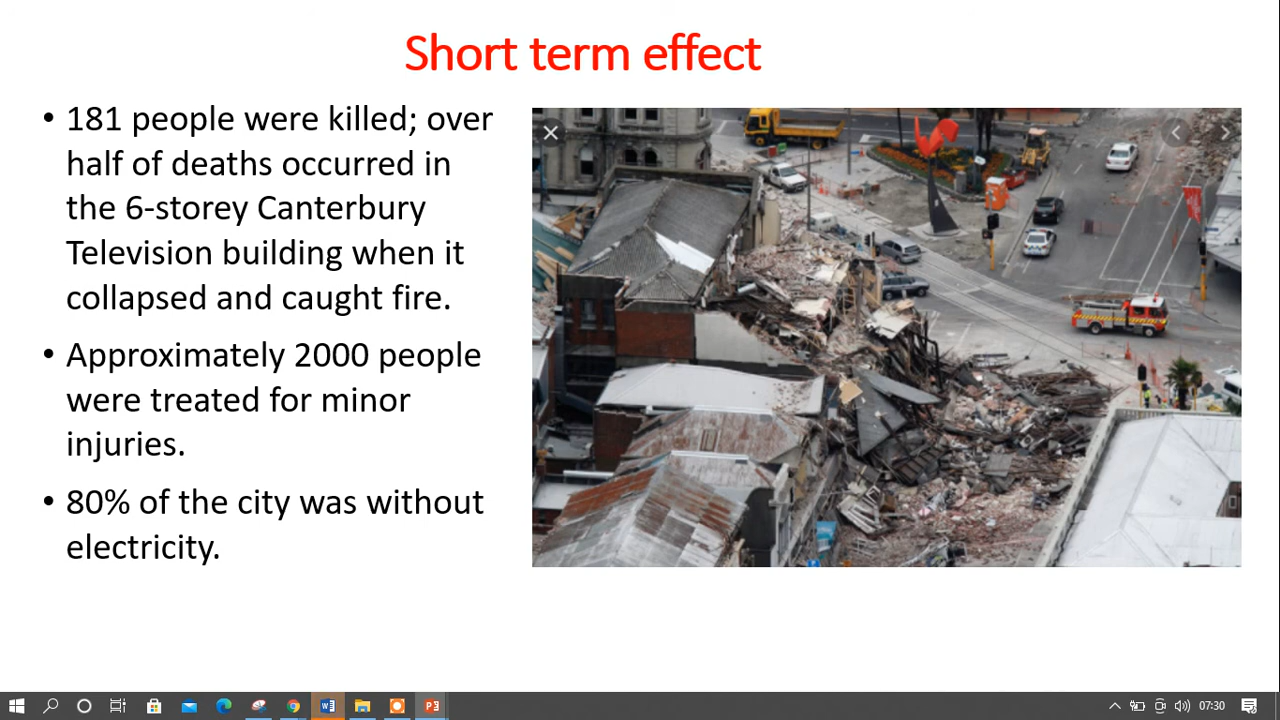 Short term effect
• 181 people were killed; over
half of deaths occurred in
the 6-storey Canterbury
Television building when it
collapsed and caught fire.
• Approximately 2000 people
were treated for minor
injuries.
• 80% of the city was without
electricity.
07:30